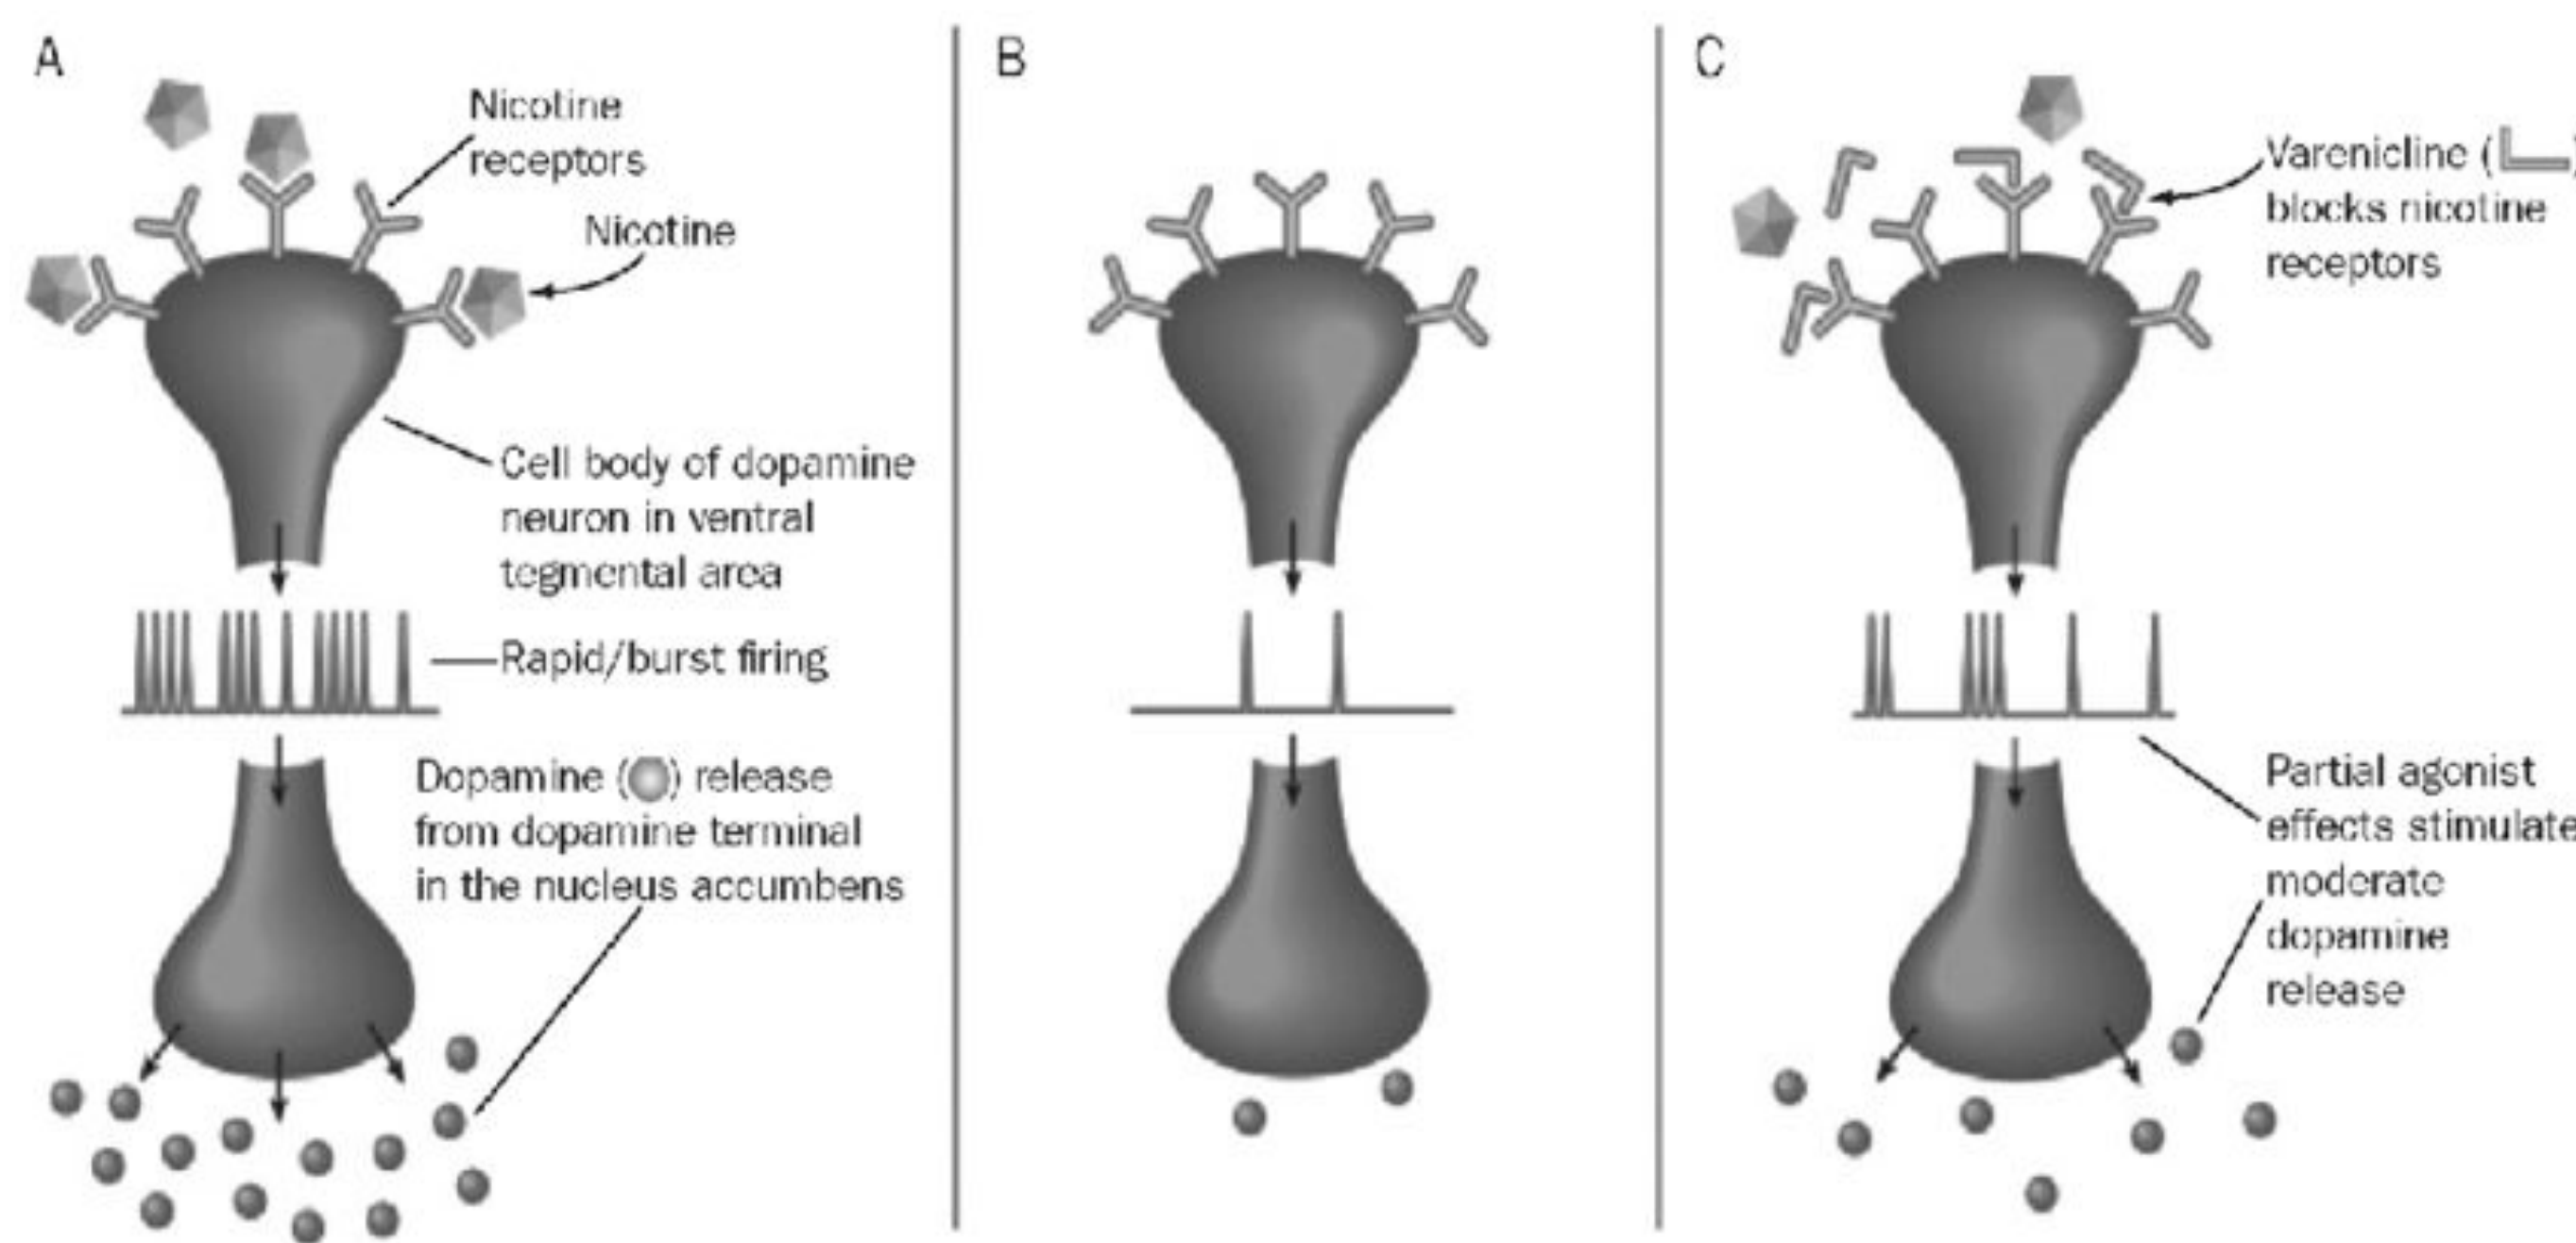 A
Nicotine
receptors
Nicotine
Cell body of dopamine
neuron in ventral
tegmental area
Rapid/burst firing
Dopamine ( ) release
from dopamine terminal
in the nucleus accumbens
B
C
Varenicline ( )
blocks nicotine
receptors
Partial agonist
effects stimulate
moderate
dopamine
release